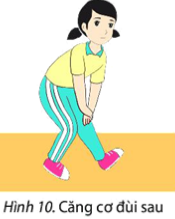 Hình 10. Căng cơ đùi sau